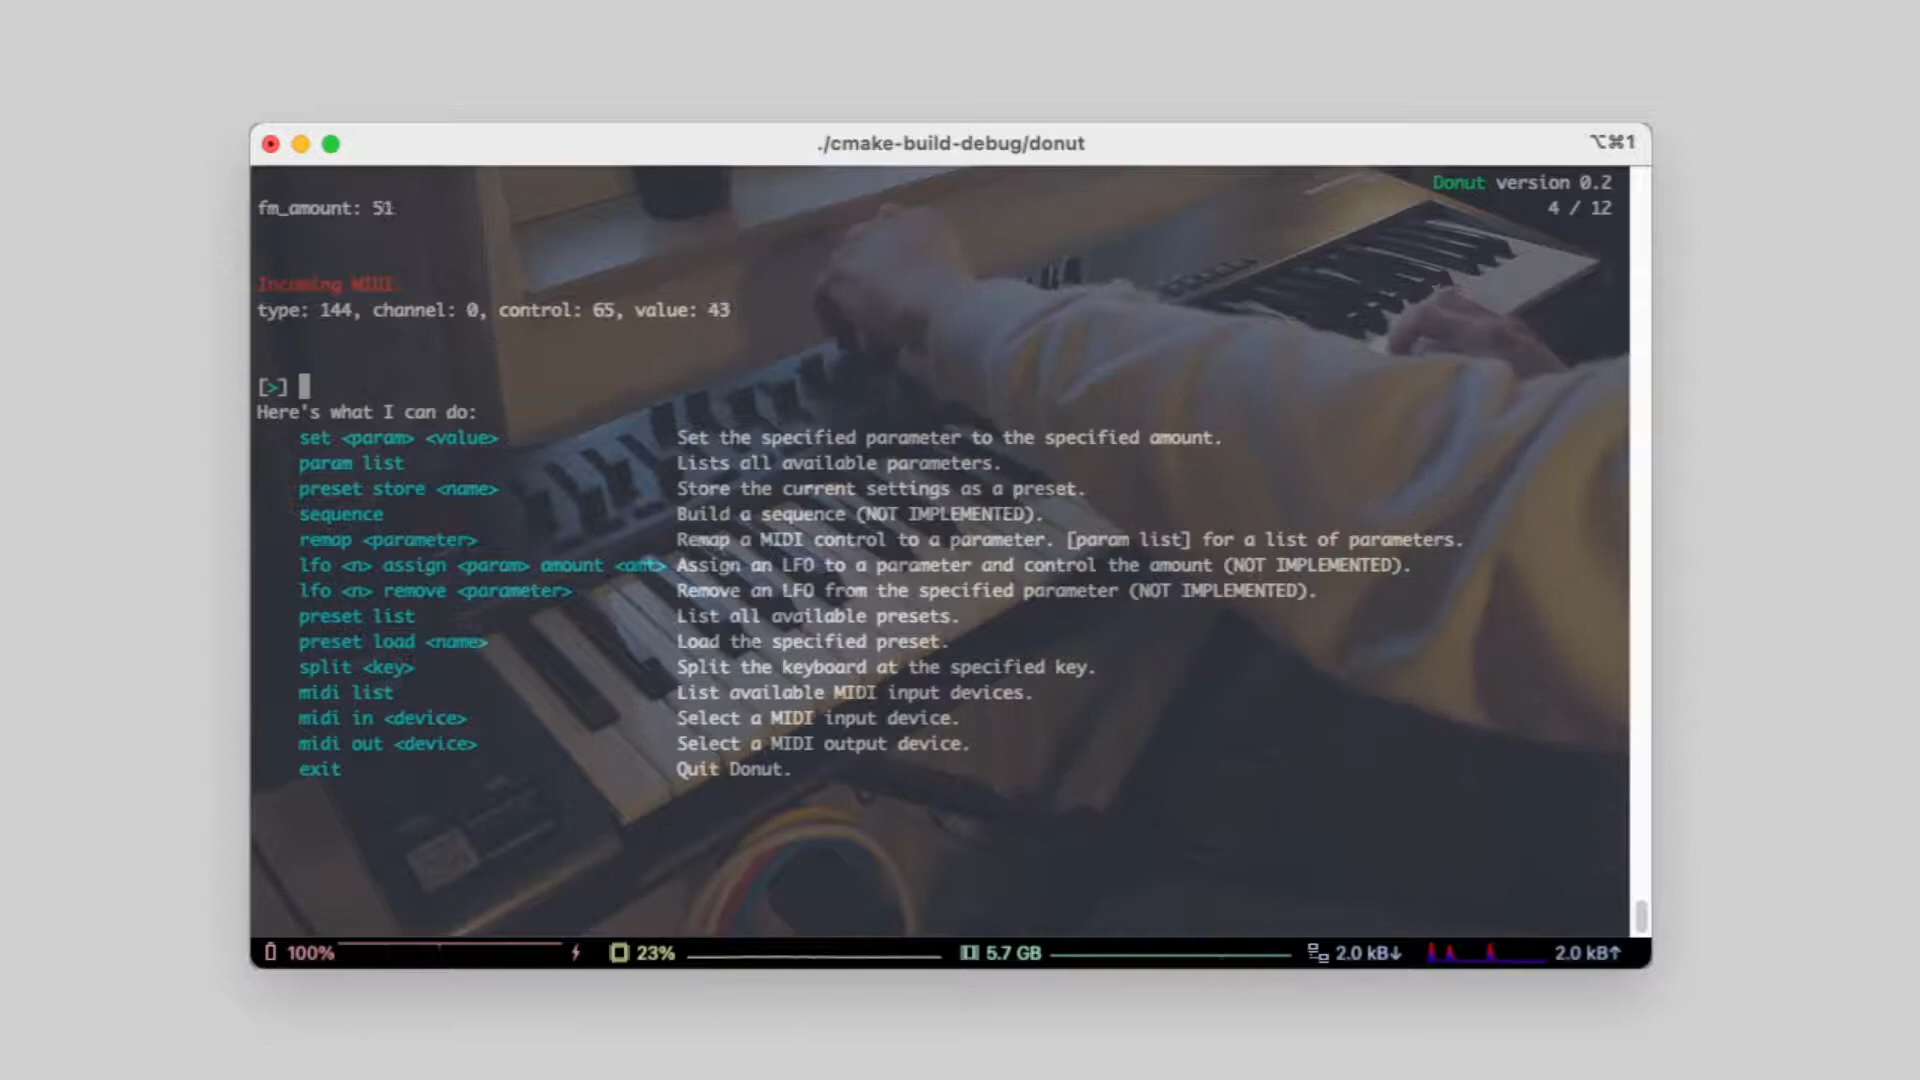 ./cmake-build-debug/donut
⌥⌘1
Donut version 0.2
fm_amount: 51
4 / 12
Incoming MIDI:
type: 144, channel: 0, control: 65, value: 43
[>]
Here's what I can do:
set <param> <value> Set the specified parameter to the specified amount.
param list Lists all available parameters.
preset store <name> Store the current settings as a preset.
sequence Build a sequence (NOT IMPLEMENTED).
remap <parameter> Remap a MIDI control to a parameter. [param list] for a list of parameters.
lfo <n> assign <param> amount <amt> Assign an LFO to a parameter and control the amount (NOT IMPLEMENTED).
lfo <n> remove <parameter> Remove an LFO from the specified parameter (NOT IMPLEMENTED).
preset list List all available presets.
preset load <name> Load the specified preset.
split <key> Split the keyboard at the specified key.
midi list List available MIDI input devices.
midi in <device> Select a MIDI input device.
midi out <device> Select a MIDI output device.
exit Quit Donut.
100% 23% 5.7 GB 2.0 kB↓ 2.0 kB↑